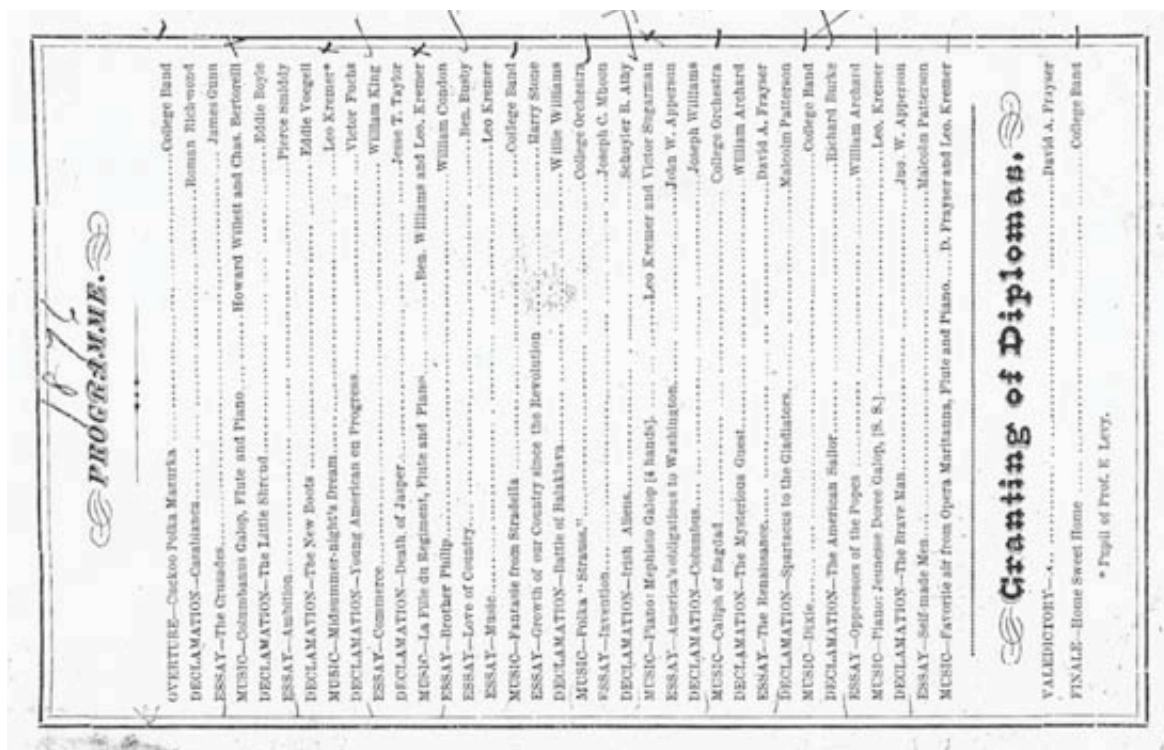 1876
PROGRAMME.
OVERTURE—Cuckoo Polka Mazurka ........ College Band
DECLAMATION—Casabianca ........ Roman Richmond
ESSAY—The Crusades ........ James Gunn
MUSIC—Columbanus Galop, Flute and Piano ........ Howard Willett and Chas. Bertorelli
DECLAMATION—The Little Shroud ........ Eddie Boyle
ESSAY—Ambition ........ Pierce Smiddy
DECLAMATION—The New Boots ........ Eddie Voegeli
MUSIC—Midsummer-night's Dream ........ Leo Kremer*
DECLAMATION—Young American en Progress ........ Victor Fuchs
ESSAY—Commerce ........ William King
DECLAMATION—Death of Jasper ........ Jesse T. Taylor
MUSIC—La Fille du Regiment, Flute and Piano ........ Ben. Williams and Leo. Kremer
ESSAY—Brother Philip ........ William Condon
ESSAY—Love of Country ........ Ben. Busby
ESSAY—Music ........ Leo Kremer
MUSIC—Fantasie from Stradella ........ College Band
ESSAY—Growth of our Country since the Revolution ........ Harry Stone
DECLAMATION—Battle of Balaklava ........ Willie Williams
MUSIC—Polka "Strauss," ........ College Orchestra
ESSAY—Invention ........ Joseph C. Mhoon
DECLAMATION—Irish Aliens ........ Schuyler B.
MUSIC—Piano: Mephisto Galop [4 hands] ........ Leo Kremer and Victor Sugarman
ESSAY—America's obligations to Washington ........ John W. Apperson
DECLAMATION—Columbus ........ Joseph Williams
MUSIC—Caliph of Bagdad ........ College Orchestra
DECLAMATION—The Mysterious Guest ........ William Archard
ESSAY—The Renaissance ........ David A. Frayser
DECLAMATION—Spartacus to the Gladiators ........ Malcolm Patterson
MUSIC—Dixie ........ College Band
DECLAMATION—The American Sailor ........ Richard Burke
ESSAY—Oppressors of the Popes ........ William Archard
MUSIC—Piano: Jeunesse Doree Galop, [S. S.] ........ Leo. Kremer
DECLAMATION—The Brave Man ........ Jno. W. Apperson
ESSAY—Self-made Men ........ Malcolm Patterson
MUSIC—Favorite air from Opera Maritanna, Flute and Piano ........ D. Frayser and Leo. Kremer
Granting of Diplomas.
VALEDICTORY— ........ David A. Frayser
FINALE—Home Sweet Home ........ College Band
* Pupil of Prof. E Levy.